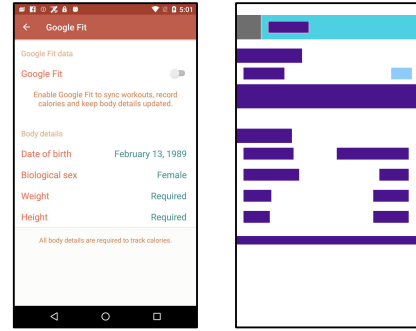 5:01
Google Fit
Google Fit data
Google Fit
Enable Google Fit to sync workouts, record
calories and keep body details updated.
Body details
Date of birth February 13, 1989
Biological sex Female
Weight Required
Height Required
All body details are required to track calories.